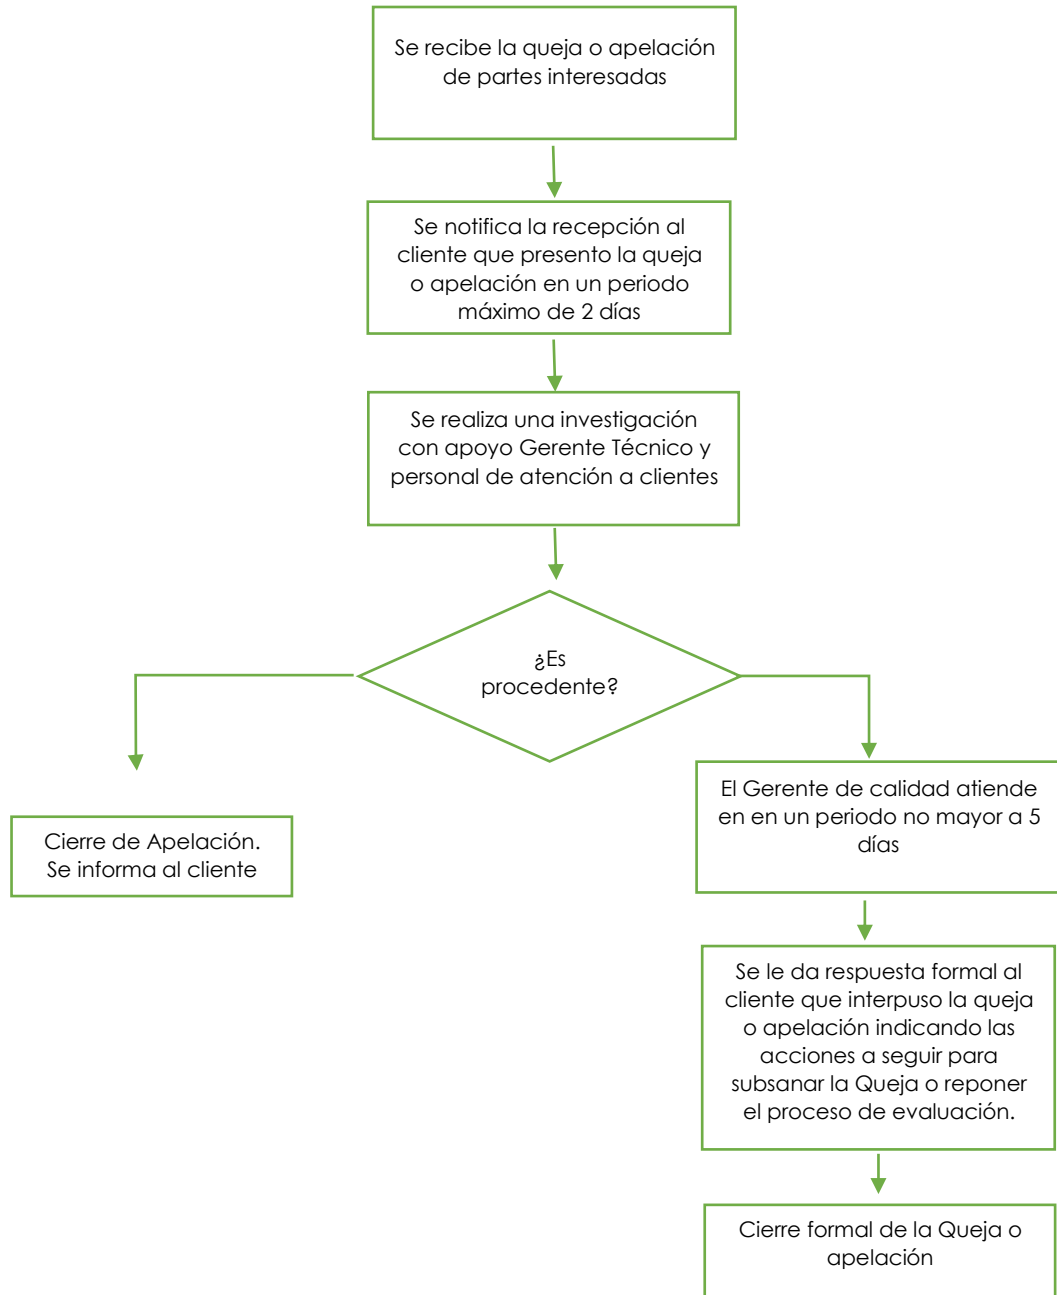 Se recibe la queja o apelación
de partes interesadas
Se notifica la recepción al
cliente que presento la queja
o apelación en un periodo
máximo de 2 días
Se realiza una investigación
con apoyo Gerente Técnico y
personal de atención a clientes
¿Es
procedente?
Cierre de Apelación.
Se informa al cliente
El Gerente de calidad atiende
en en un periodo no mayor a 5
días
Se le da respuesta formal al
cliente que interpuso la queja
o apelación indicando las
acciones a seguir para
subsanar la Queja o reponer
el proceso de evaluación.
Cierre formal de la Queja o
apelación